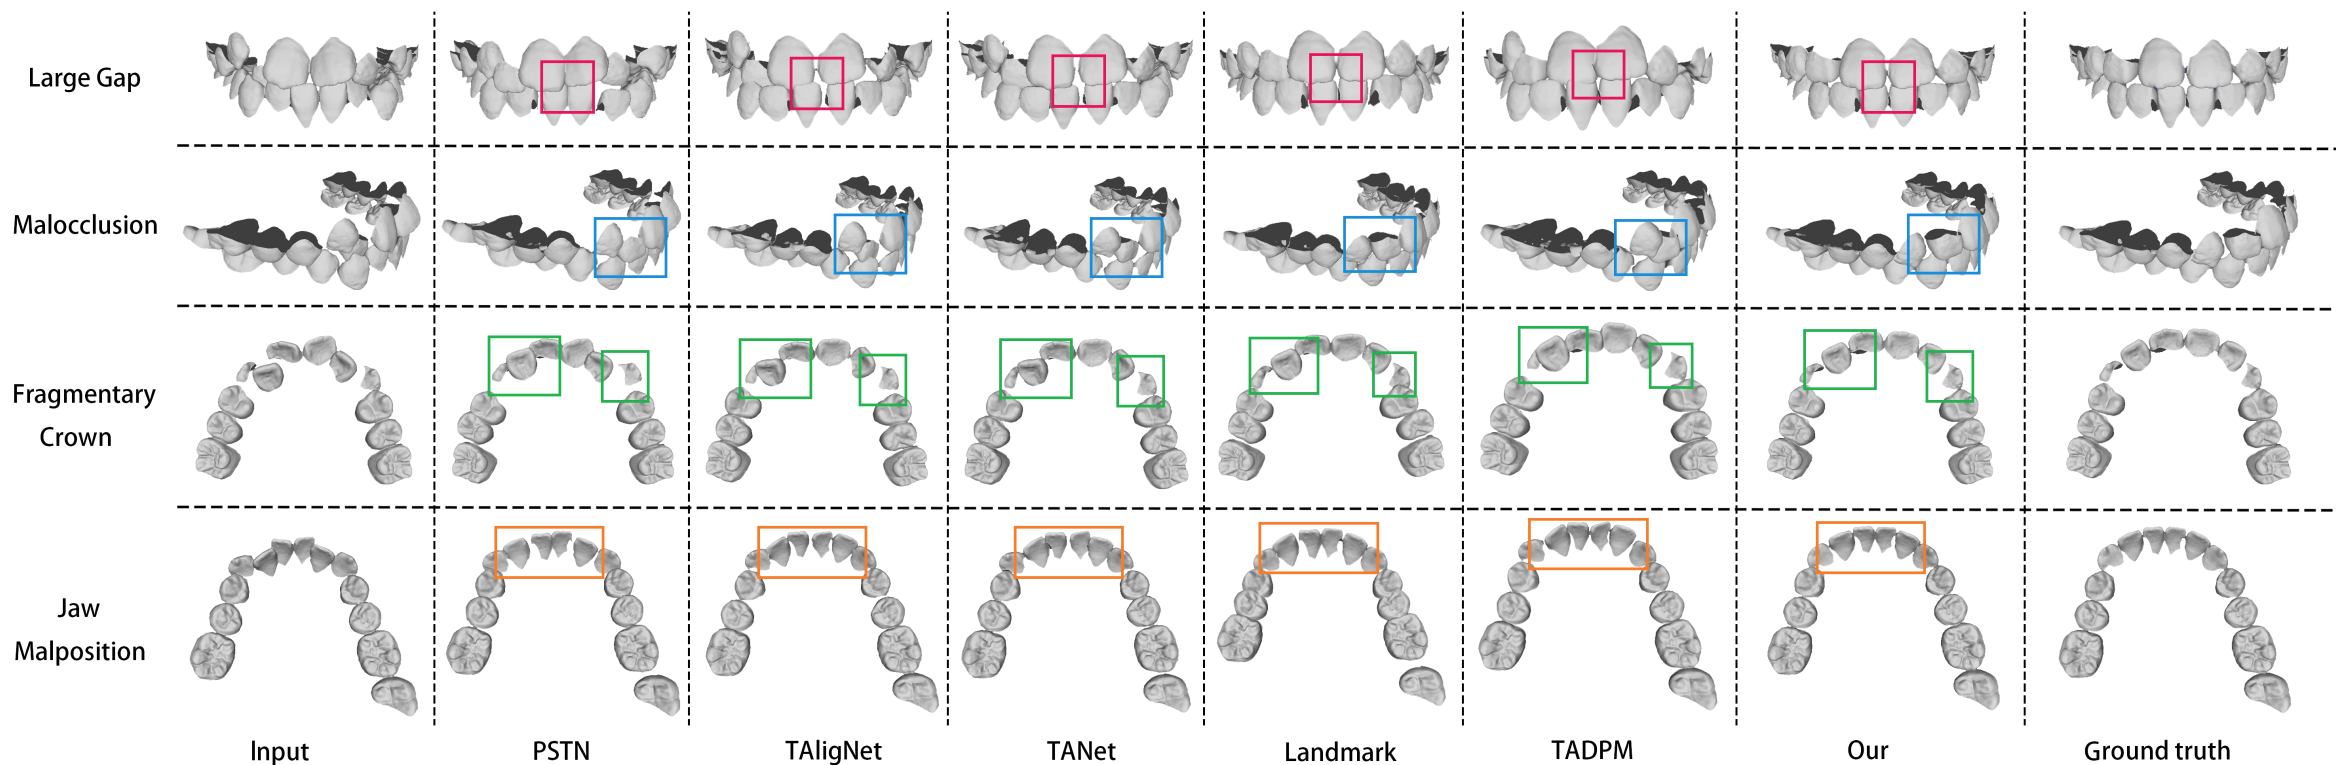 Large Gap
Malocclusion
Fragmentary
Crown
Jaw
Malposition
Input
PSTN
TAligNet
TANet
Landmark
TADPM
Our
Ground truth